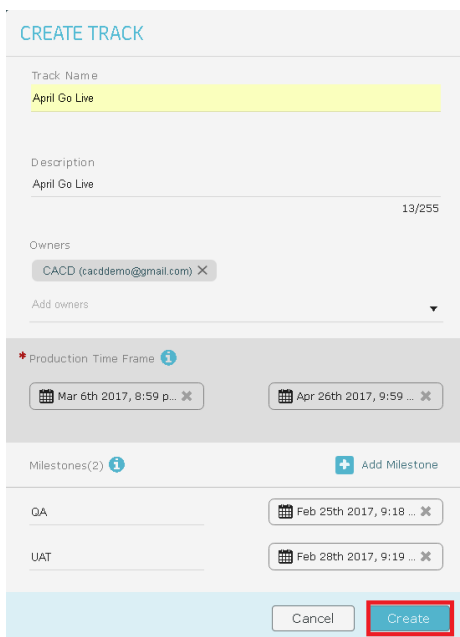 CREATE TRACK
Track Name
April Go Live
Description
April Go Live
13/255
Owners
CACD (cacddemo@gmail.com) ✕
Add owners
* Production Time Frame i
Mar 6th 2017, 8:59 p... ✕ Apr 26th 2017, 9:59 ... ✕
Milestones(2) i + Add Milestone
QA Feb 25th 2017, 9:18 ... ✕
UAT Feb 28th 2017, 9:19 ... ✕
Cancel Create